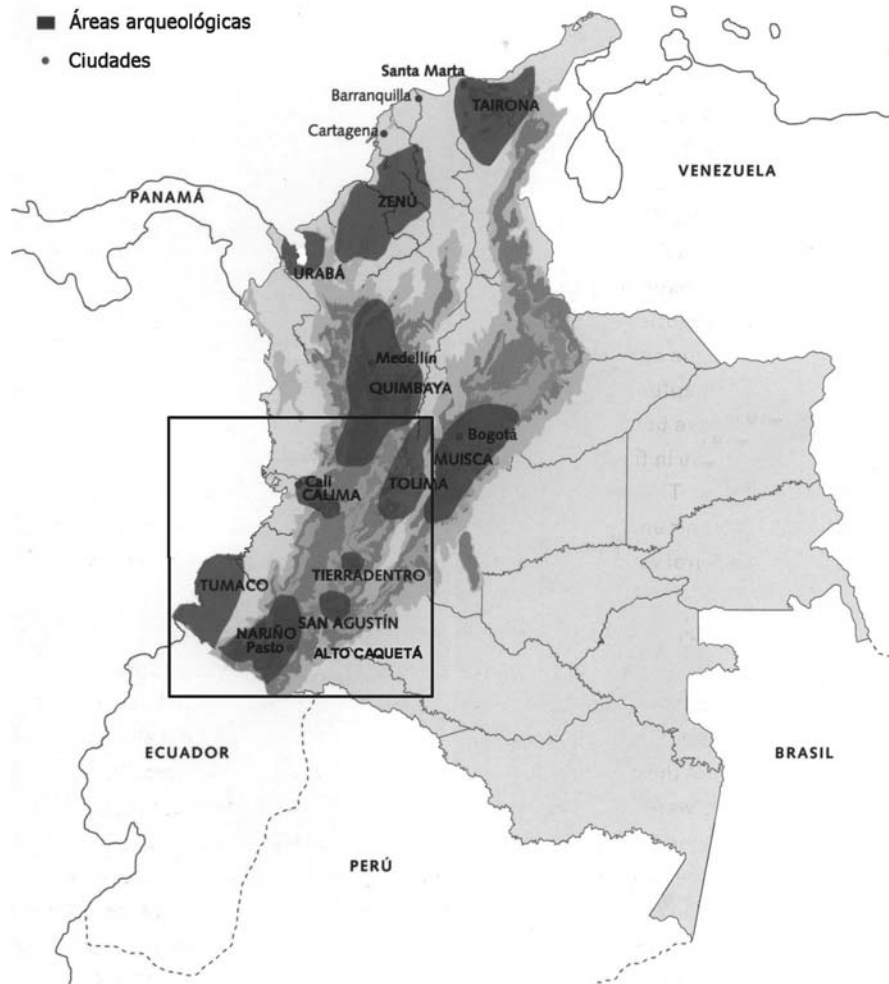 Áreas arqueológicas
Ciudades
Santa Marta
Barranquilla
TAIRONA
Cartagena
VENEZUELA
PANAMÁ
ZENÚ
URABÁ
Medellín
QUIMBAYA
Bogotá
MUISCA
Cali
CALIMA
TOLIMA
TIERRADENTRO
TUMACO
SAN AGUSTÍN
NARIÑO
Pasto
ALTO CAQUETÁ
ECUADOR
BRASIL
PERÚ